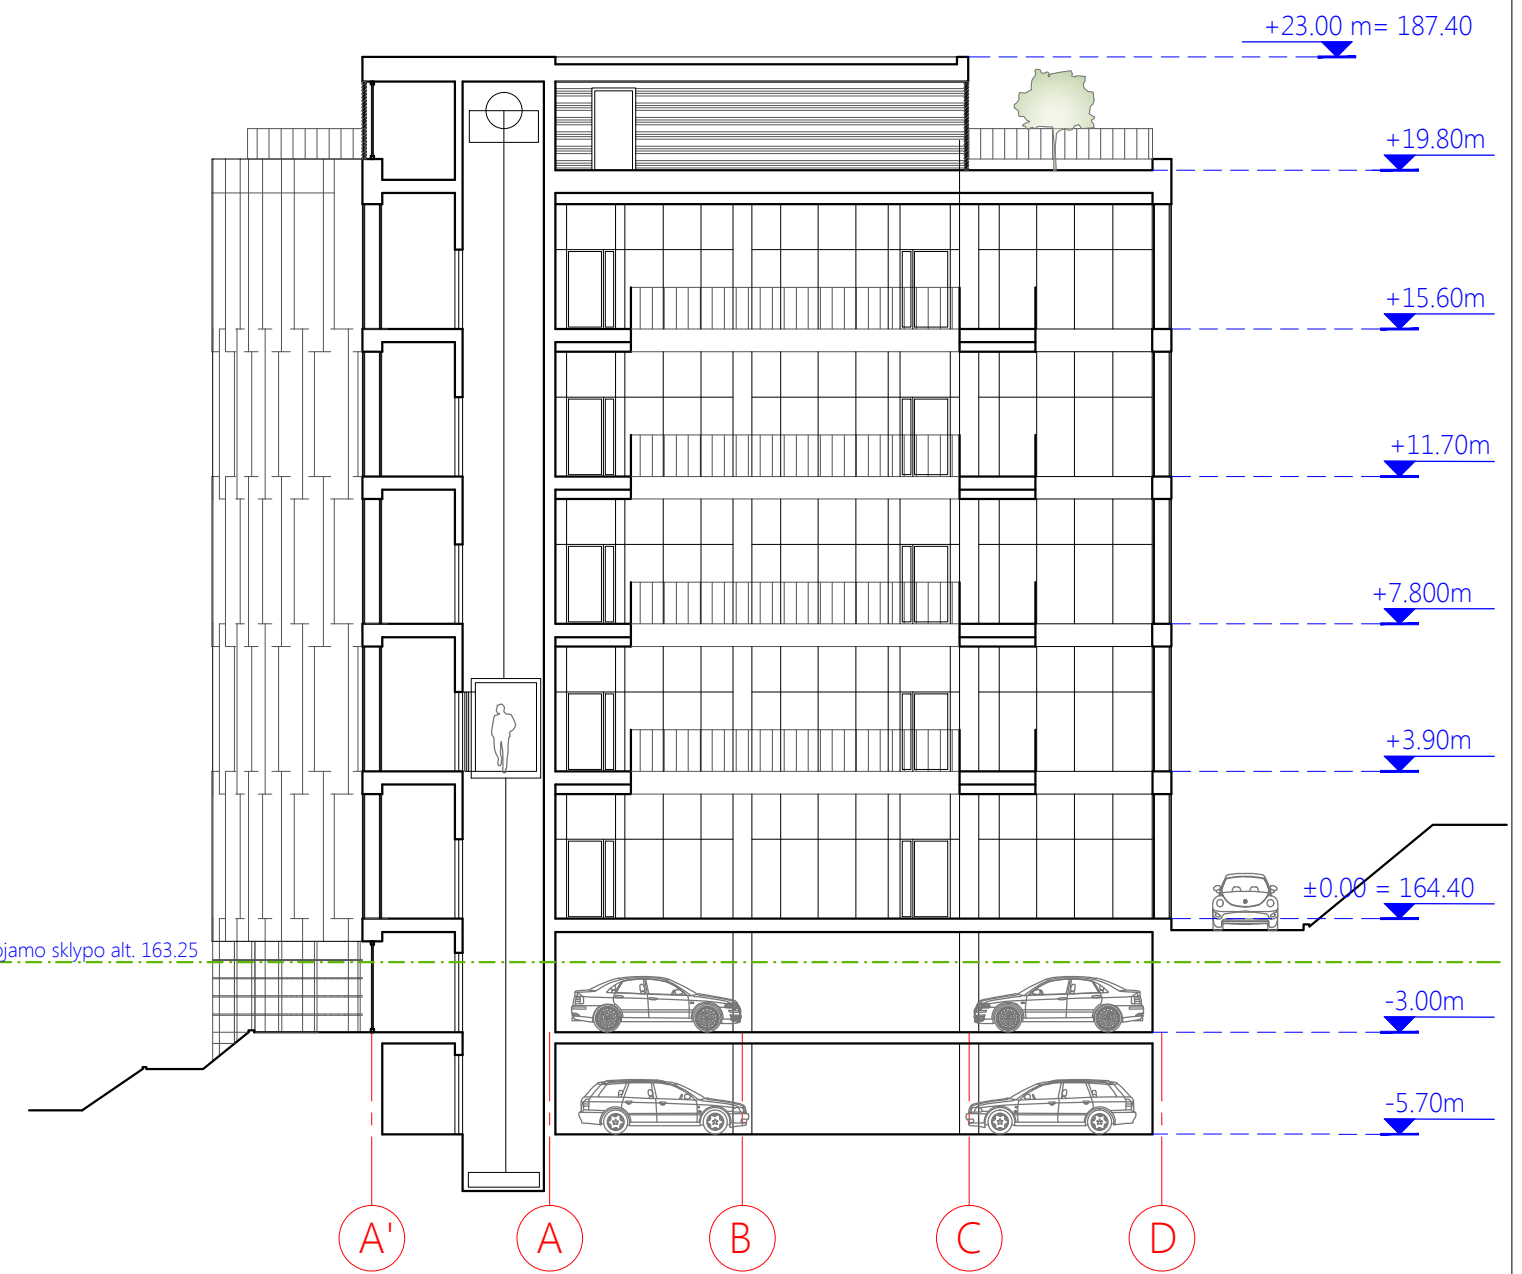 +23.00 m= 187.40
+19.80m
+15.60m
+11.70m
+7.800m
+3.90m
±0.00 = 164.40
sklypo alt. 163.25
-3.00m
-5.70m
A' A B C D